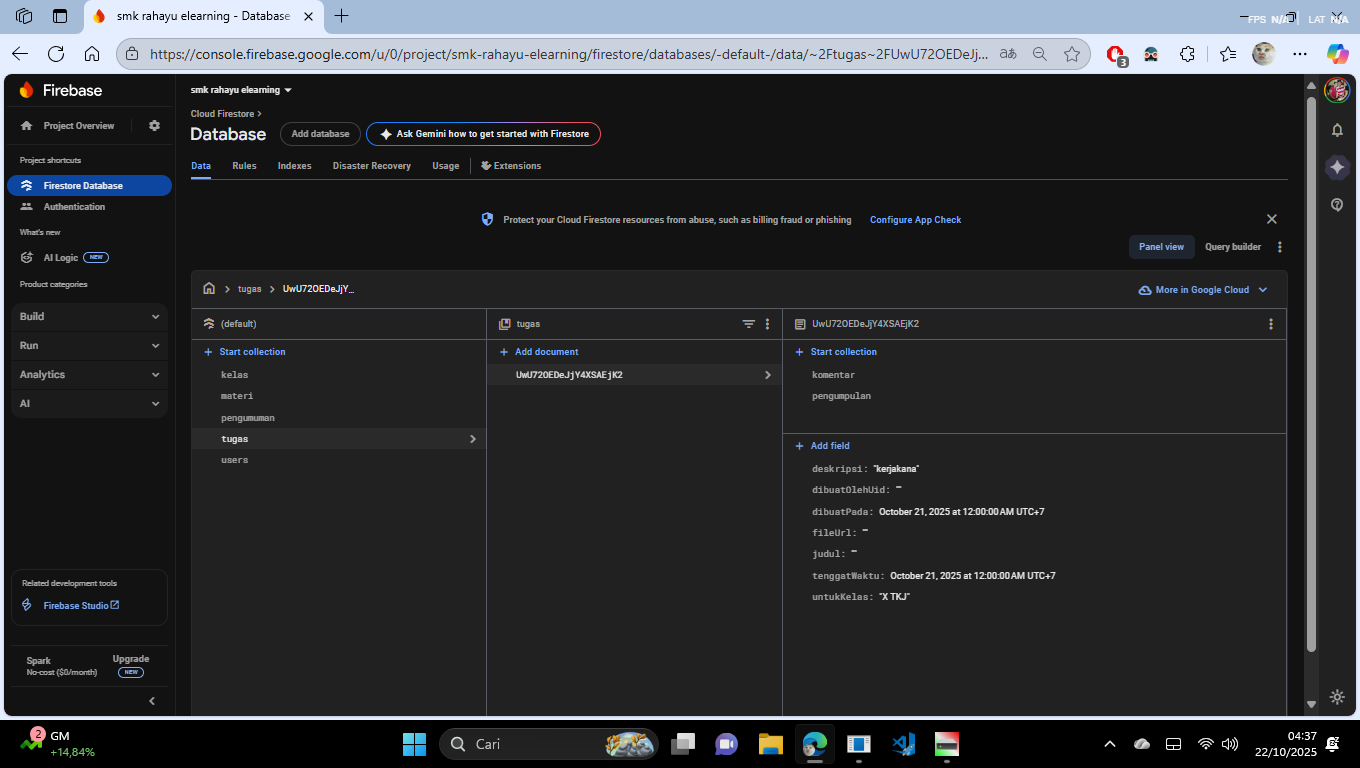 smk rahayu elearning - Database
FPS N/A LAT N/A
https://console.firebase.google.com/u/0/project/smk-rahayu-elearning/firestore/databases/-default-/data/~2Ftugas~2FUwU72OEDeJj...
aあ
3
Firebase
Project Overview
Project shortcuts
Firestore Database
Authentication
What's new
AI Logic NEW
Product categories
Build
Run
Analytics
AI
Related development tools
Firebase Studio
Spark
No-cost ($0/month)
Upgrade
NEW
smk rahayu elearning
Cloud Firestore
Database
Add database
Ask Gemini how to get started with Firestore
Data Rules Indexes Disaster Recovery Usage Extensions
Protect your Cloud Firestore resources from abuse, such as billing fraud or phishing Configure App Check
Panel view Query builder
tugas UwU72OEDeJjY...
More in Google Cloud
(default)
Start collection
kelas
materi
pengumuman
tugas
users
tugas
Add document
UwU72OEDeJjY4XSAEjK2
UwU72OEDeJjY4XSAEjK2
Start collection
komentar
pengumpulan
Add field
deskripsi: "kerjakana"
dibuatOlehUid: ""
dibuatPada: October 21, 2025 at 12:00:00 AM UTC+7
fileUrl: ""
judul: ""
tenggatWaktu: October 21, 2025 at 12:00:00 AM UTC+7
untukKelas: "X TKJ"
2
GM
+14,84%
Cari
04:37
22/10/2025